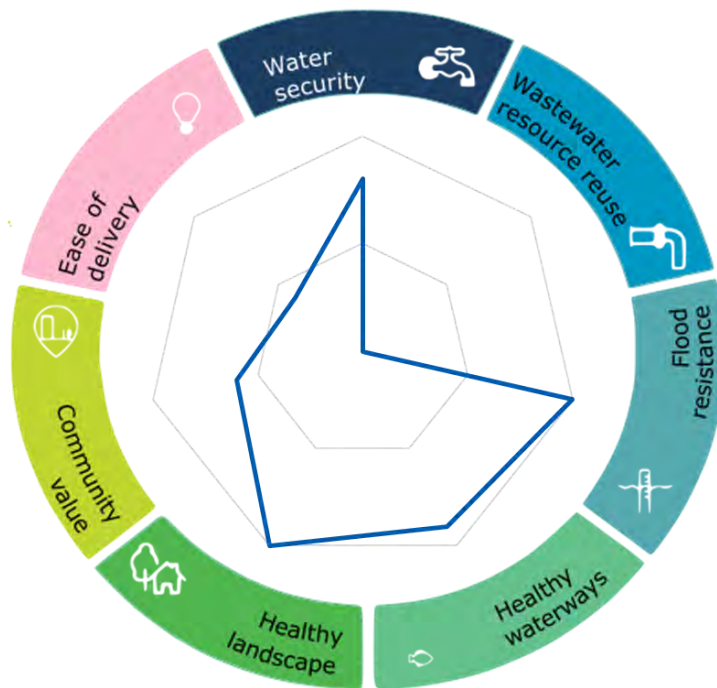 Water
security
Wastewater
resource reuse
Flood
resistance
Healthy
waterways
Healthy
landscape
Community
value
Ease of
delivery